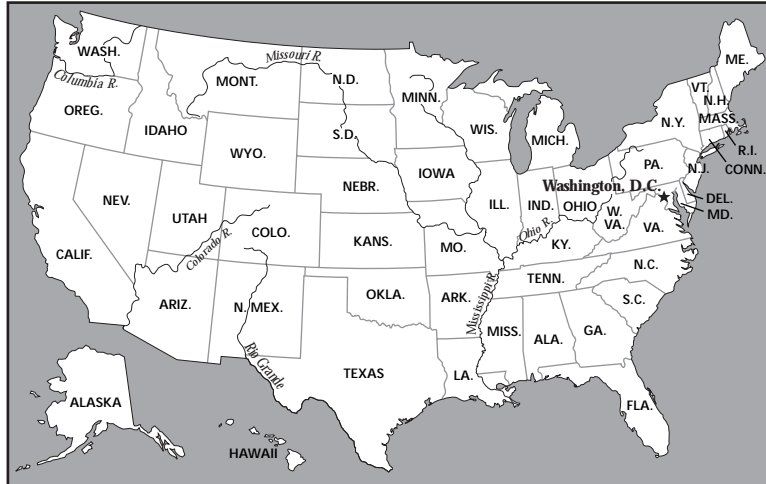 WASH.
Columbia R.
OREG.
IDAHO
MONT.
Missouri R.
N.D.
S.D.
MINN.
WIS.
MICH.
WYO.
NEBR.
IOWA
NEV.
UTAH
COLO.
Colorado R.
CALIF.
ARIZ.
N. MEX.
Rio Grande
KANS.
OKLA.
TEXAS
MO.
ARK.
LA.
Mississippi R.
ILL.
IND.
OHIO
Ohio R.
KY.
TENN.
MISS.
ALA.
GA.
FLA.
S.C.
N.C.
VA.
W.
VA.
Washington, D.C.
PA.
N.Y.
VT.
N.H.
ME.
MASS.
R.I.
CONN.
N.J.
DEL.
MD.
ALASKA
HAWAII